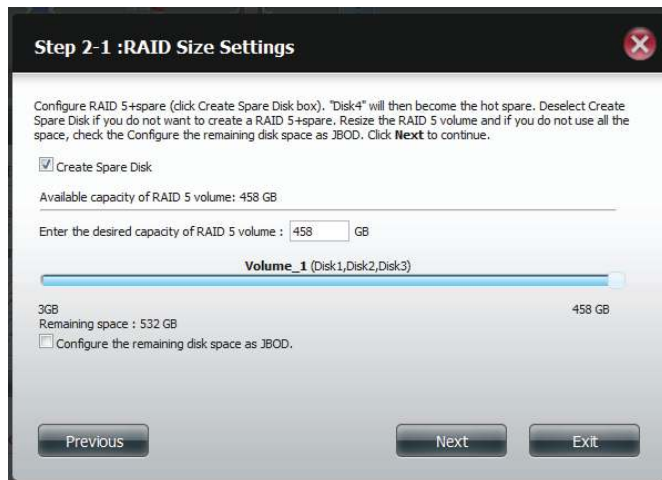 Step 2-1 :RAID Size Settings
Configure RAID 5+spare (click Create Spare Disk box). "Disk4" will then become the hot spare. Deselect Create
Spare Disk if you do not want to create a RAID 5+spare. Resize the RAID 5 volume and if you do not use all the
space, check the Configure the remaining disk space as JBOD. Click Next to continue.
Create Spare Disk
Available capacity of RAID 5 volume: 458 GB
Enter the desired capacity of RAID 5 volume : 458 GB
Volume_1 (Disk1,Disk2,Disk3)
3GB 458 GB
Remaining space : 532 GB
Configure the remaining disk space as JBOD.
Previous Next Exit